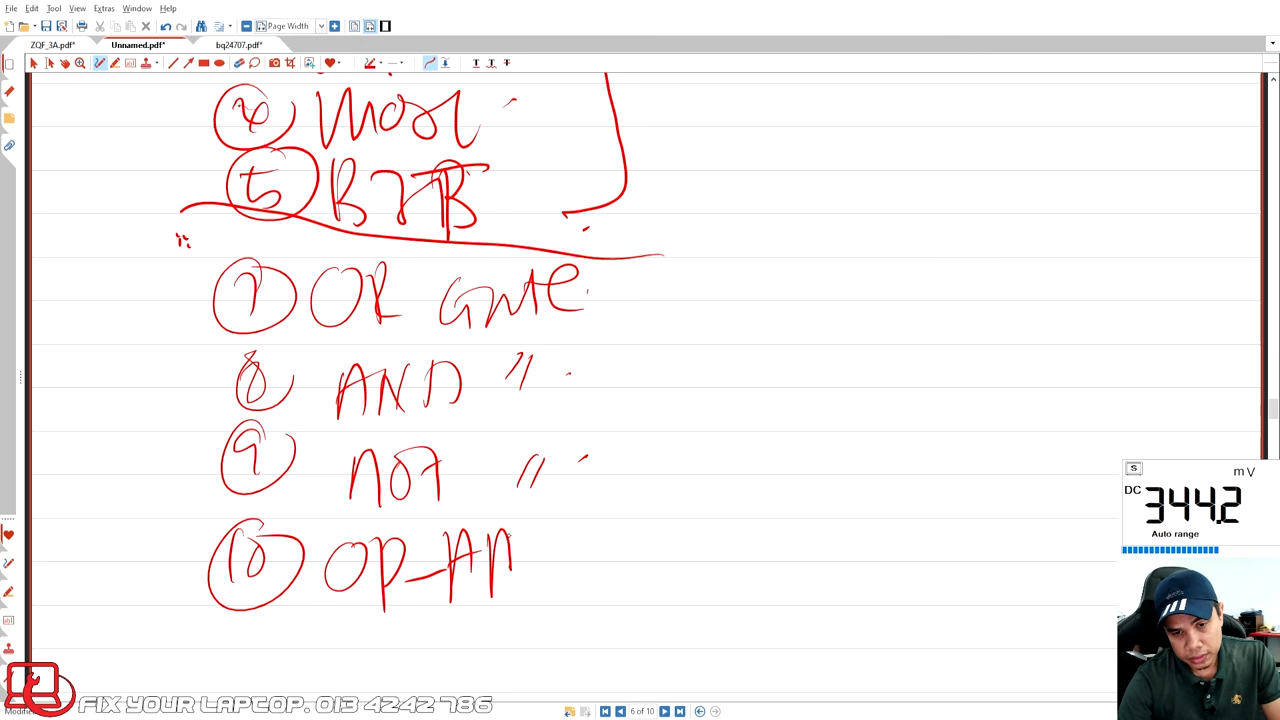 File Edit Tool View Extras Window Help
Page Width
ZQF_3A.pdf* Unnamed.pdf* bq24707.pdf*
4 MOSL
5
7 OR GATE
8 AND "
9 NOT "
10 OP-AM
S mV
DC 344.2
Auto range
FIX YOUR LAPTOP. 013 4242 786
6 of 10